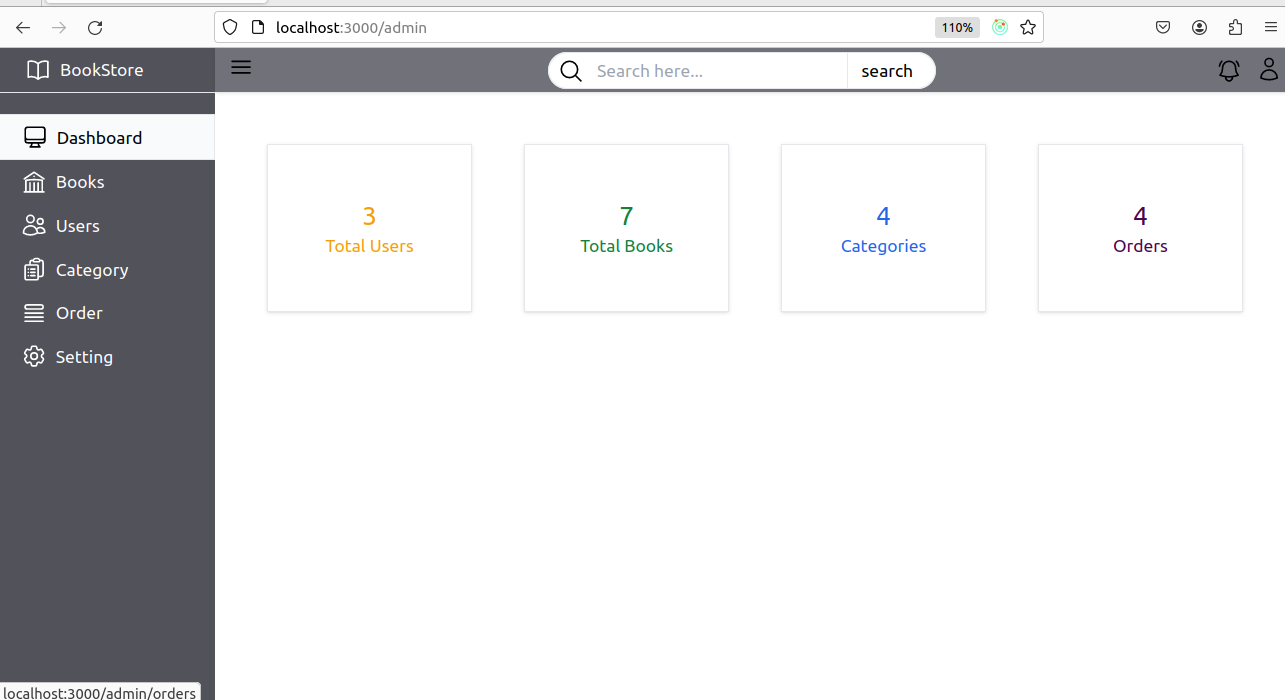 localhost:3000/admin
110%
BookStore
Search here...
search
Dashboard
Books
Users
Category
Order
Setting
3
Total Users
7
Total Books
4
Categories
4
Orders
localhost:3000/admin/orders